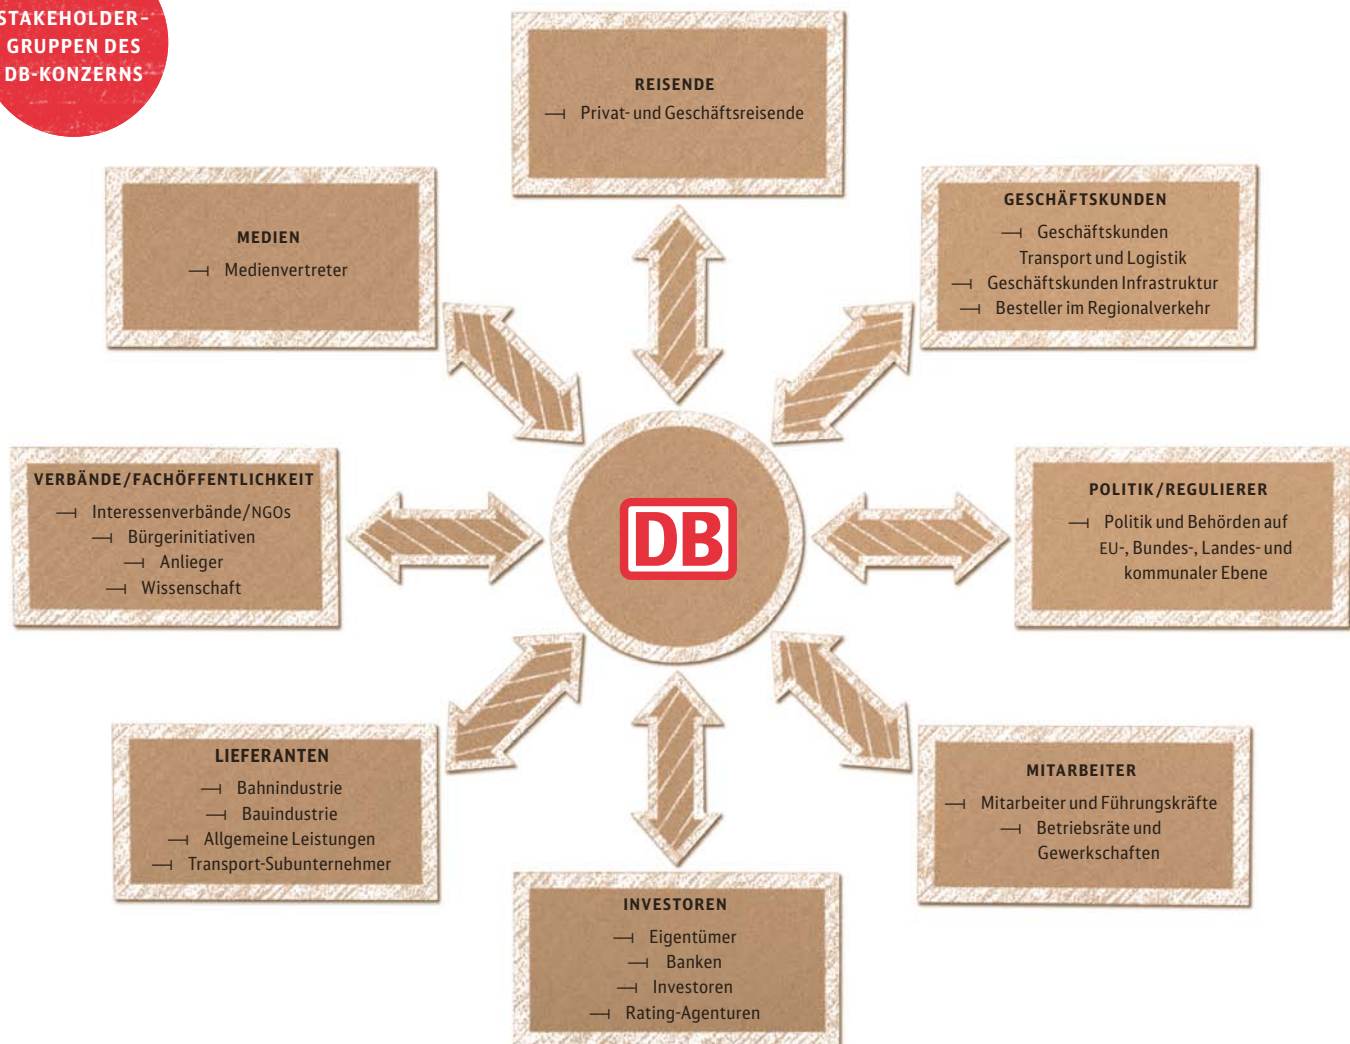 STAKEHOLDER-
GRUPPEN DES
DB-KONZERNS
REISENDE
Privat- und Geschäftsreisende
MEDIEN
Medienvertreter
GESCHÄFTSKUNDEN
Geschäftskunden
Transport und Logistik
Geschäftskunden Infrastruktur
Besteller im Regionalverkehr
VERBÄNDE/FACHÖFFENTLICHKEIT
Interessenverbände/NGOs
Bürgerinitiativen
Anlieger
Wissenschaft
DB
POLITIK/REGULIERER
Politik und Behörden auf
EU-, Bundes-, Landes- und
kommunaler Ebene
LIEFERANTEN
Bahnindustrie
Bauindustrie
Allgemeine Leistungen
Transport-Subunternehmer
MITARBEITER
Mitarbeiter und Führungskräfte
Betriebsräte und
Gewerkschaften
INVESTOREN
Eigentümer
Banken
Investoren
Rating-Agenturen